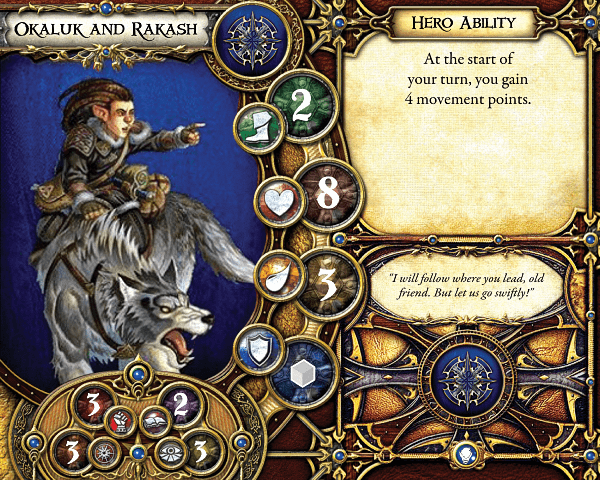 Okaluk and Rakash
Hero Ability
At the start of
your turn, you gain
4 movement points.
2
8
3
"I will follow where you lead, old
friend. But let us go swiftly!"
3
2
3
3